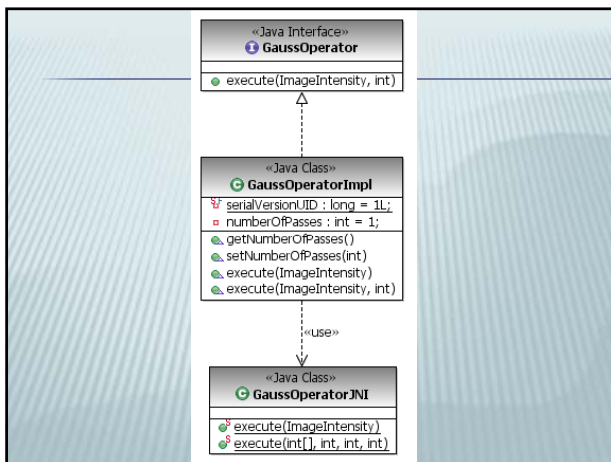 «Java Interface»
GaussOperator
execute(ImageIntensity, int)
«Java Class»
GaussOperatorImpl
serialVersionUID : long = 1L;
numberOfPasses : int = 1;
getNumberOfPasses()
setNumberOfPasses(int)
execute(ImageIntensity)
execute(ImageIntensity, int)
«use»
«Java Class»
GaussOperatorJNI
execute(ImageIntensity)
execute(int[], int, int, int)